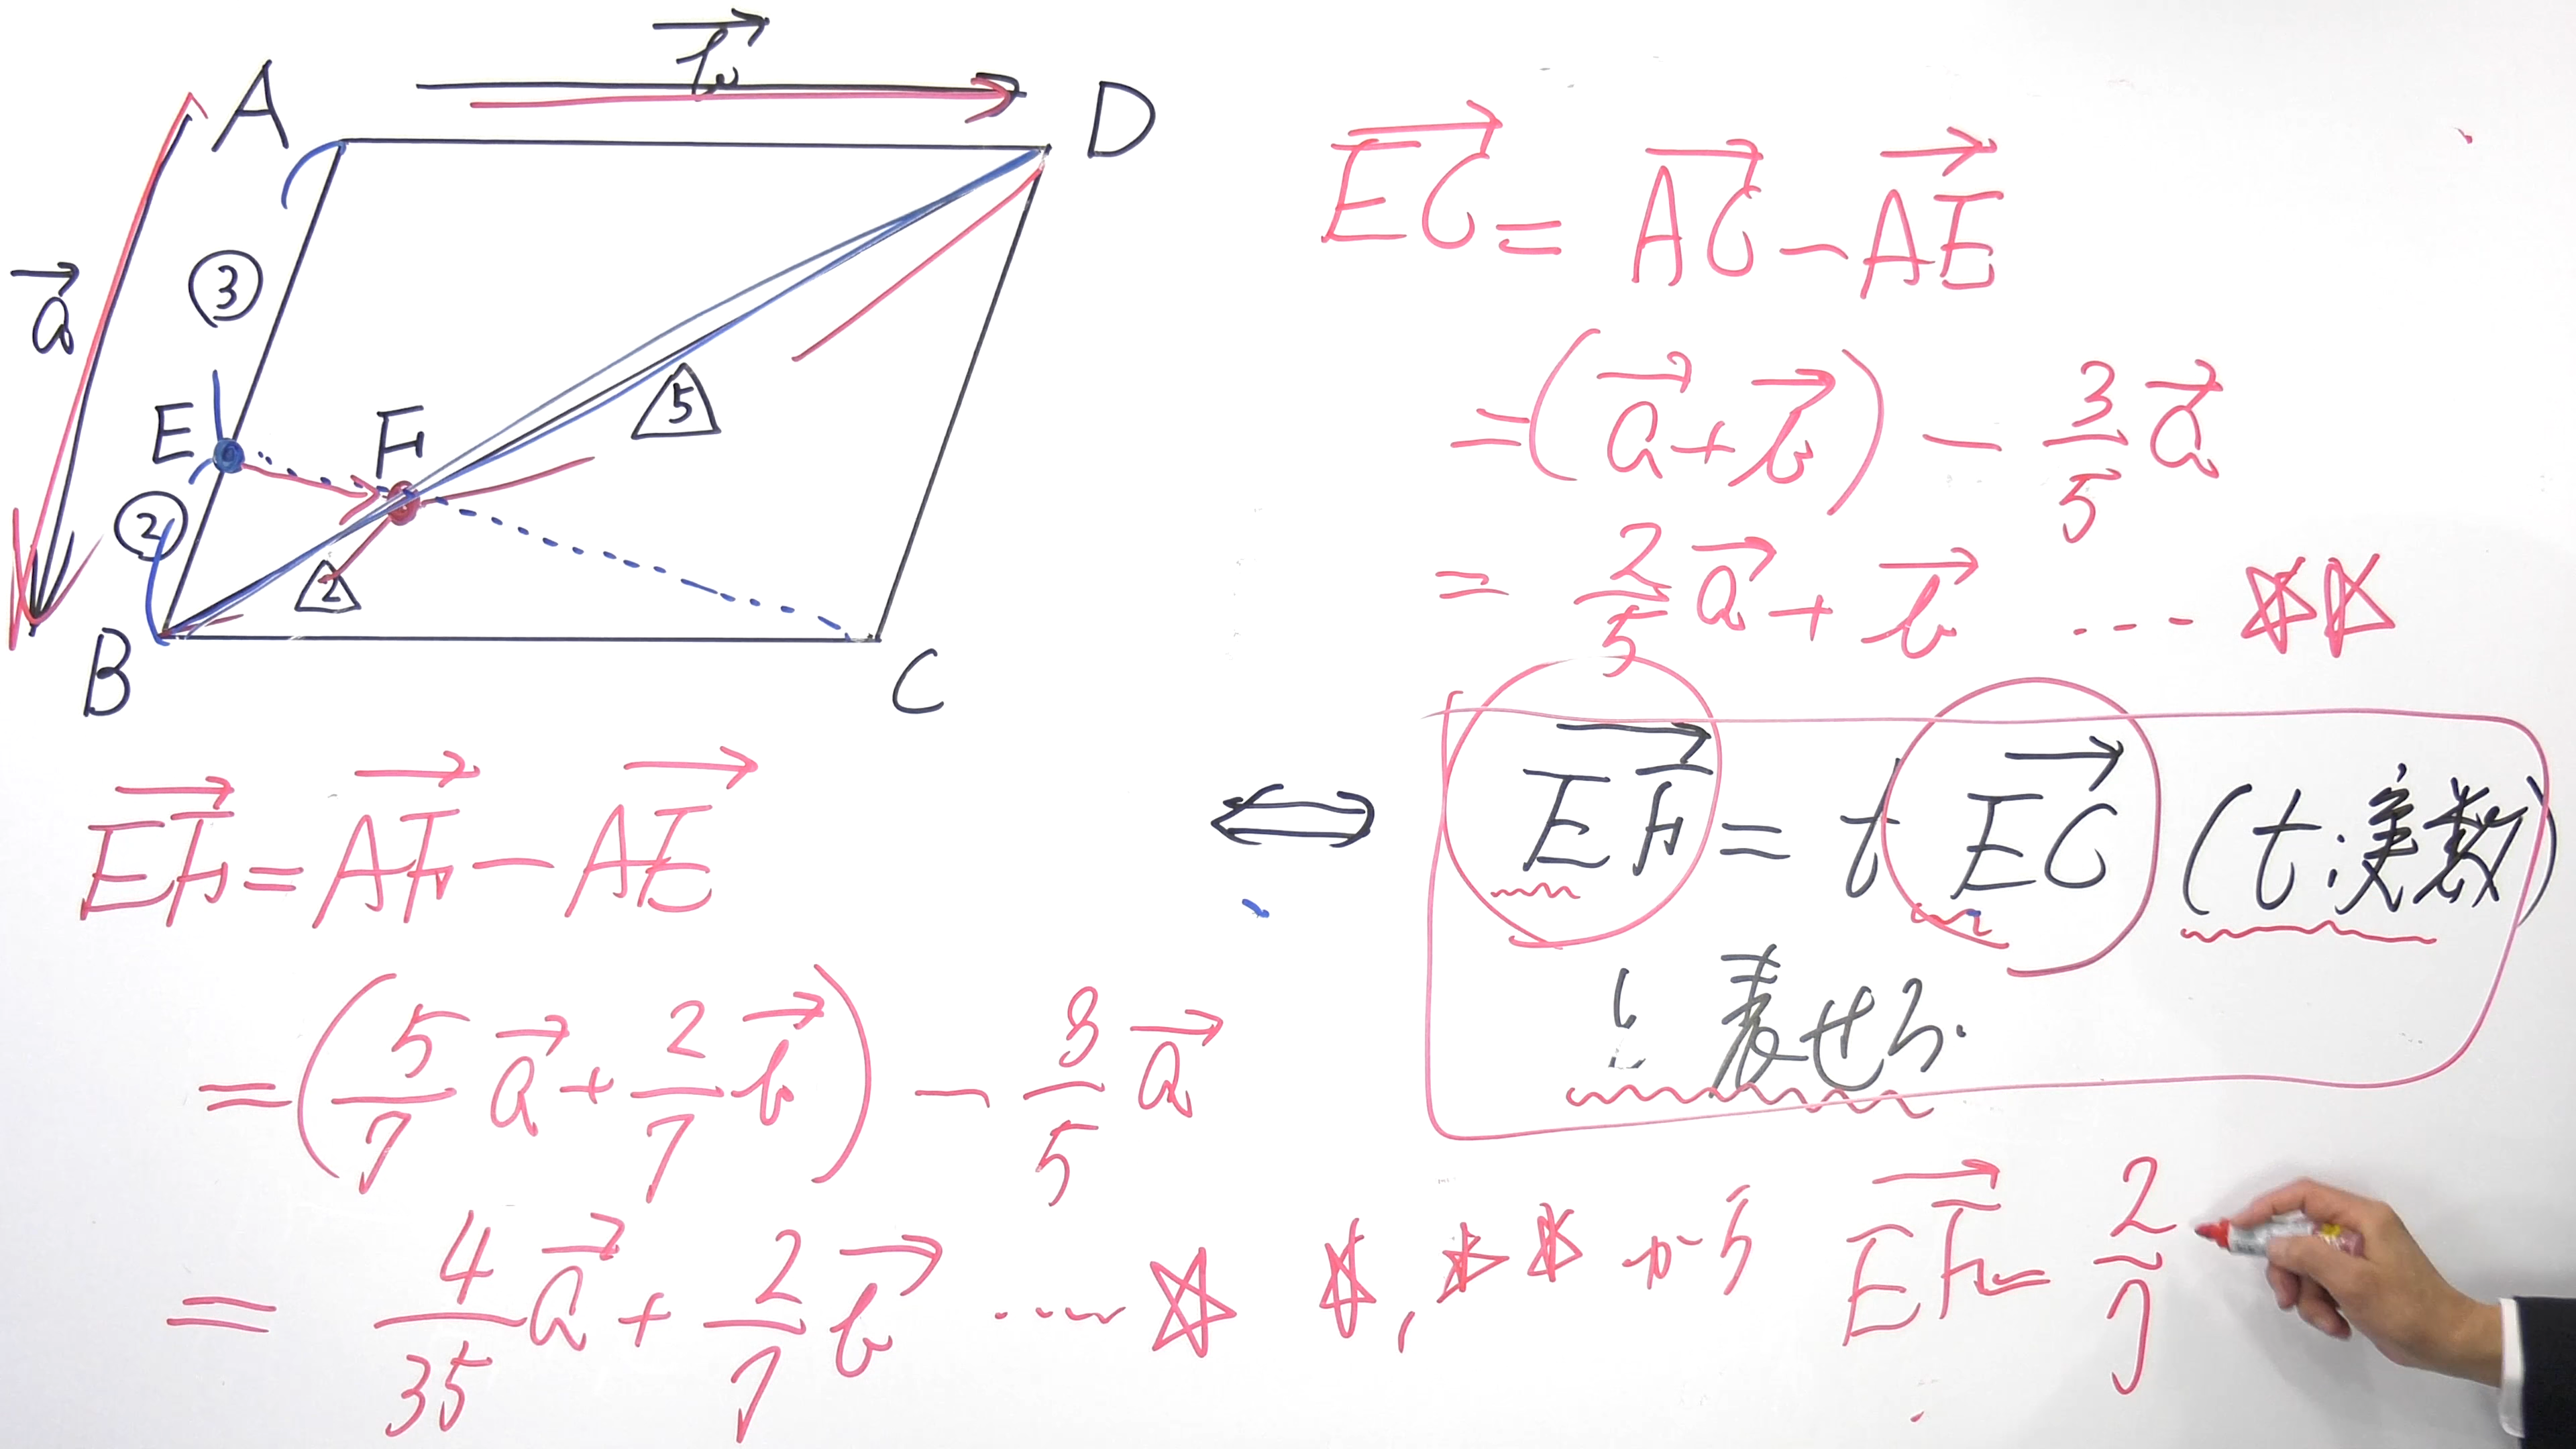 b→
A
D
a→
③
E
F
5
②
2
B
C
EC→ = AC→ − AE→
= (a→ + b→) − 3/5 a→
= 2/5 a→ + b→ ... ☆☆
⇔ EF→ = t EC→ (t:実数)
と表せる.
EF→ = AF→ − AE→
= (5/7 a→ + 2/7 b→) − 3/5 a→
= 4/35 a→ + 2/7 b→ ... ☆
☆, ☆☆から EF→ = 2/7